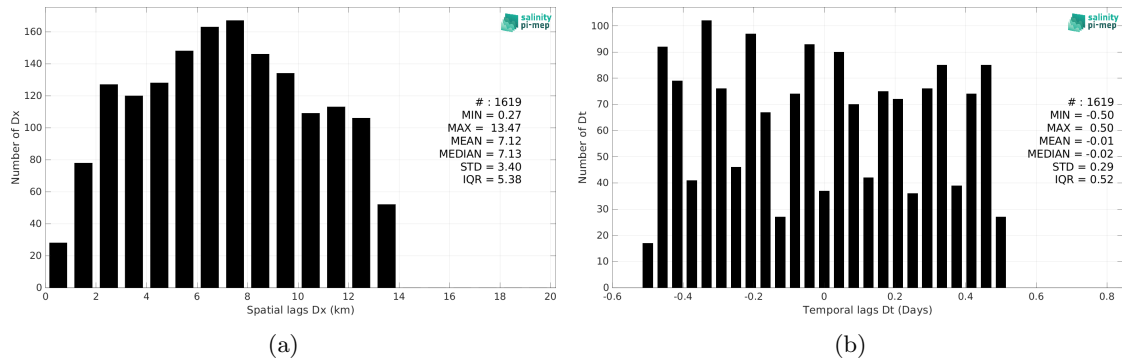 salinity
pi-mep
160
140
120
100
80
60
40
20
0
Number of Dx
# : 1619
MIN = 0.27
MAX = 13.47
MEAN = 7.12
MEDIAN = 7.13
STD = 3.40
IQR = 5.38
0 2 4 6 8 10 12 14 16 18 20
Spatial lags Dx (km)
(a)
salinity
pi-mep
100
90
80
70
60
50
40
30
20
10
0
Number of Dt
# : 1619
MIN = -0.50
MAX = 0.50
MEAN = -0.01
MEDIAN = -0.02
STD = 0.29
IQR = 0.52
-0.6 -0.4 -0.2 0 0.2 0.4 0.6 0.8
Temporal lags Dt (Days)
(b)